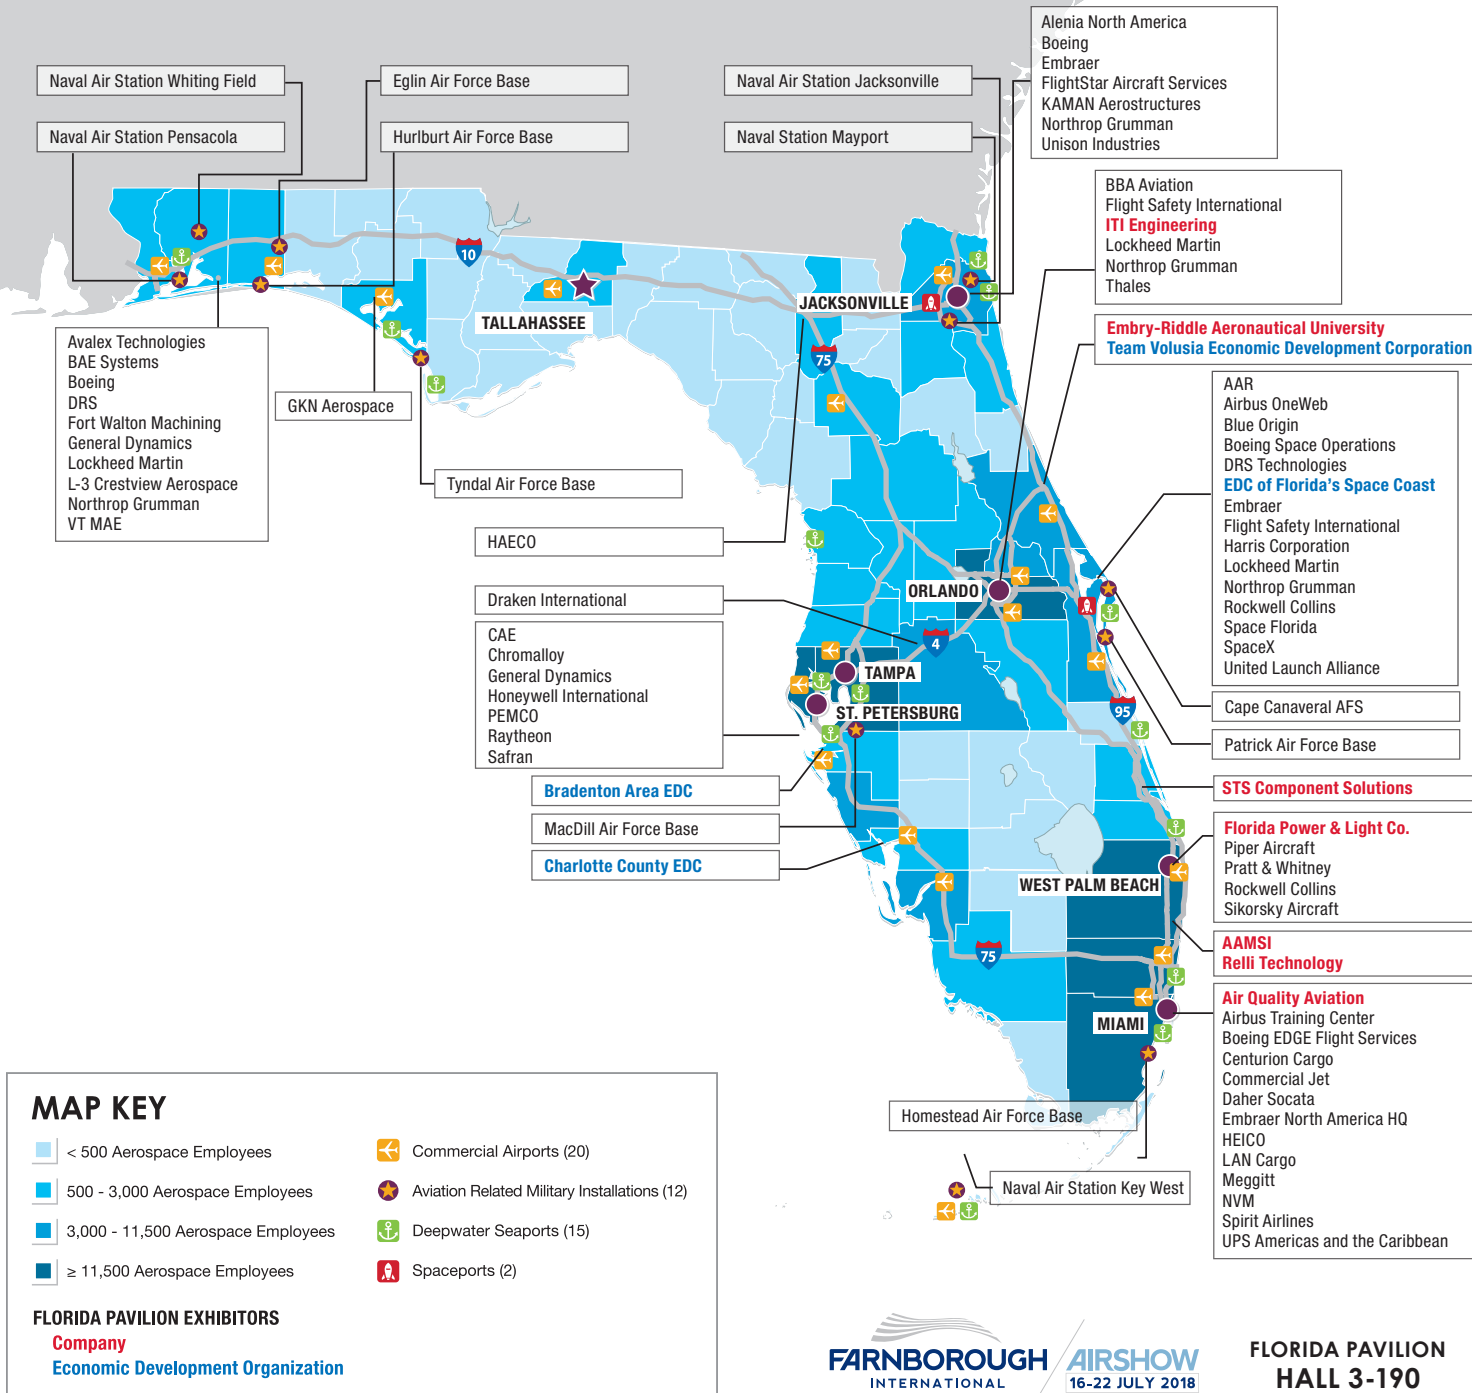 Naval Air Station Whiting Field
Eglin Air Force Base
Naval Air Station Jacksonville
Naval Air Station Pensacola
Hurlburt Air Force Base
Naval Station Mayport
Alenia North America
Boeing
Embraer
FlightStar Aircraft Services
KAMAN Aerostructures
Northrop Grumman
Unison Industries
BBA Aviation
Flight Safety International
ITI Engineering
Lockheed Martin
Northrop Grumman
Thales
10
TALLAHASSEE
JACKSONVILLE
75
Embry-Riddle Aeronautical University
Team Volusia Economic Development Corporation
Avalex Technologies
BAE Systems
Boeing
DRS
Fort Walton Machining
General Dynamics
Lockheed Martin
L-3 Crestview Aerospace
Northrop Grumman
VT MAE
GKN Aerospace
Tyndal Air Force Base
HAECO
AAR
Airbus OneWeb
Blue Origin
Boeing Space Operations
DRS Technologies
EDC of Florida's Space Coast
Embraer
Flight Safety International
Harris Corporation
Lockheed Martin
Northrop Grumman
Rockwell Collins
Space Florida
SpaceX
United Launch Alliance
ORLANDO
Draken International
4
CAE
Chromalloy
General Dynamics
Honeywell International
PEMCO
Raytheon
Safran
TAMPA
ST. PETERSBURG
95
Cape Canaveral AFS
Patrick Air Force Base
Bradenton Area EDC
MacDill Air Force Base
Charlotte County EDC
STS Component Solutions
Florida Power & Light Co.
Piper Aircraft
Pratt & Whitney
Rockwell Collins
Sikorsky Aircraft
WEST PALM BEACH
75
AAMSI
Relli Technology
MIAMI
Air Quality Aviation
Airbus Training Center
Boeing EDGE Flight Services
Centurion Cargo
Commercial Jet
Daher Socata
Embraer North America HQ
HEICO
LAN Cargo
Meggitt
NVM
Spirit Airlines
UPS Americas and the Caribbean
Homestead Air Force Base
Naval Air Station Key West
MAP KEY
< 500 Aerospace Employees
500 - 3,000 Aerospace Employees
3,000 - 11,500 Aerospace Employees
≥ 11,500 Aerospace Employees
Commercial Airports (20)
Aviation Related Military Installations (12)
Deepwater Seaports (15)
Spaceports (2)
FLORIDA PAVILION EXHIBITORS
Company
Economic Development Organization
FARNBOROUGH
INTERNATIONAL
AIRSHOW
16-22 JULY 2018
FLORIDA PAVILION
HALL 3-190